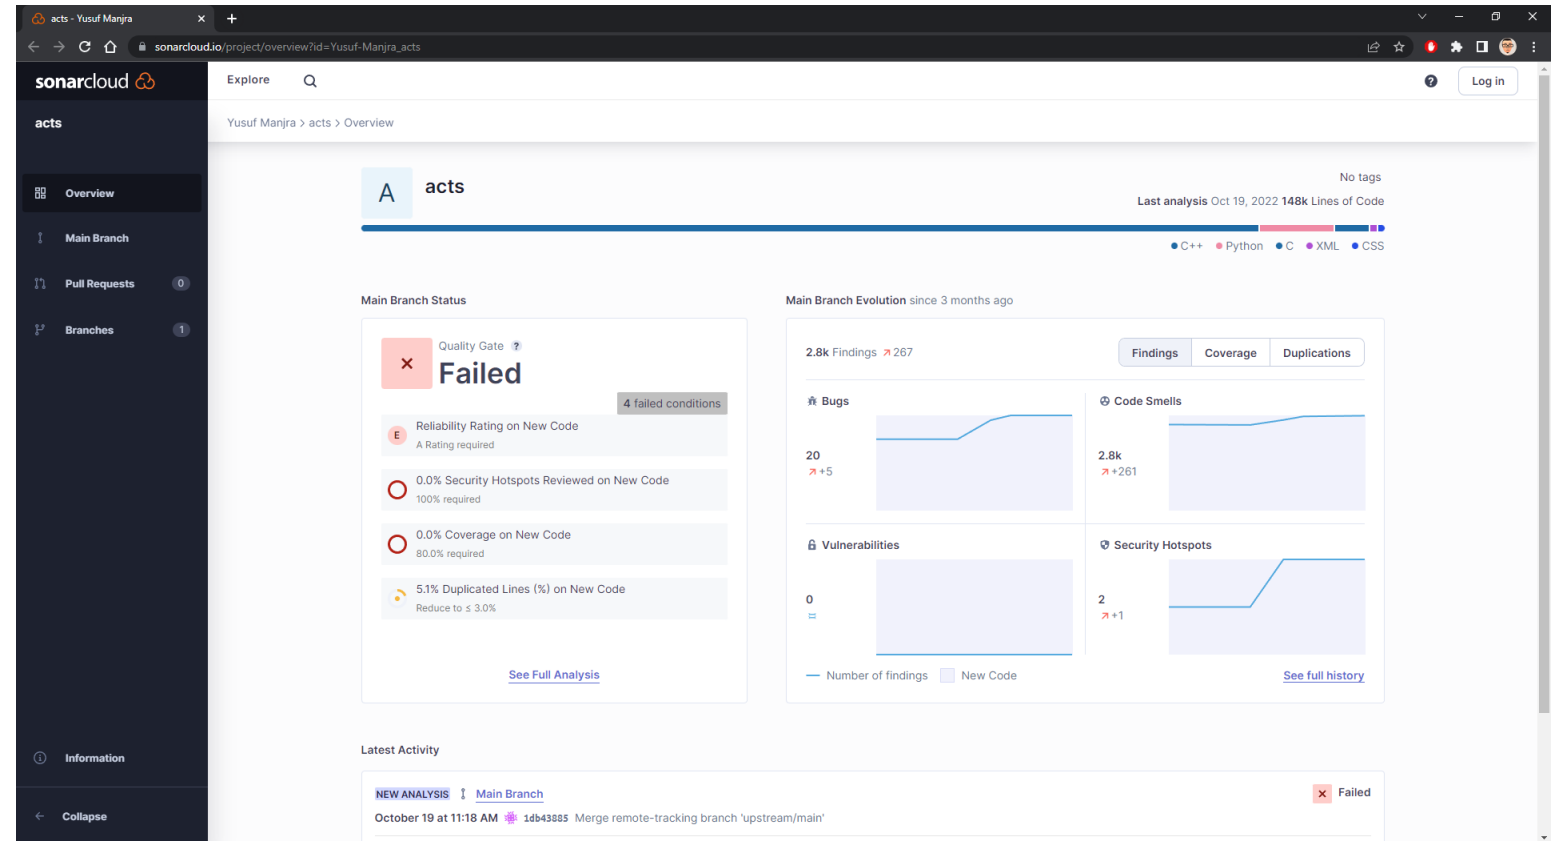 acts - Yusuf Manjra
sonarcloud.io/project/overview?id=Yusuf-Manjra_acts
sonarcloud
Explore
Log in
acts
Yusuf Manjra > acts > Overview
Overview
Main Branch
Pull Requests 0
Branches 1
Information
Collapse
A
acts
No tags
Last analysis Oct 19, 2022 148k Lines of Code
C++ Python C XML CSS
Main Branch Status
Quality Gate ?
Failed
4 failed conditions
E
Reliability Rating on New Code
A Rating required
0.0% Security Hotspots Reviewed on New Code
100% required
0.0% Coverage on New Code
80.0% required
5.1% Duplicated Lines (%) on New Code
Reduce to ≤ 3.0%
See Full Analysis
Main Branch Evolution since 3 months ago
2.8k Findings 267
Findings Coverage Duplications
Bugs
20
+5
Code Smells
2.8k
+261
Vulnerabilities
0
Security Hotspots
2
+1
Number of findings New Code
See full history
Latest Activity
NEW ANALYSIS Main Branch
Failed
October 19 at 11:18 AM 1db43885 Merge remote-tracking branch 'upstream/main'